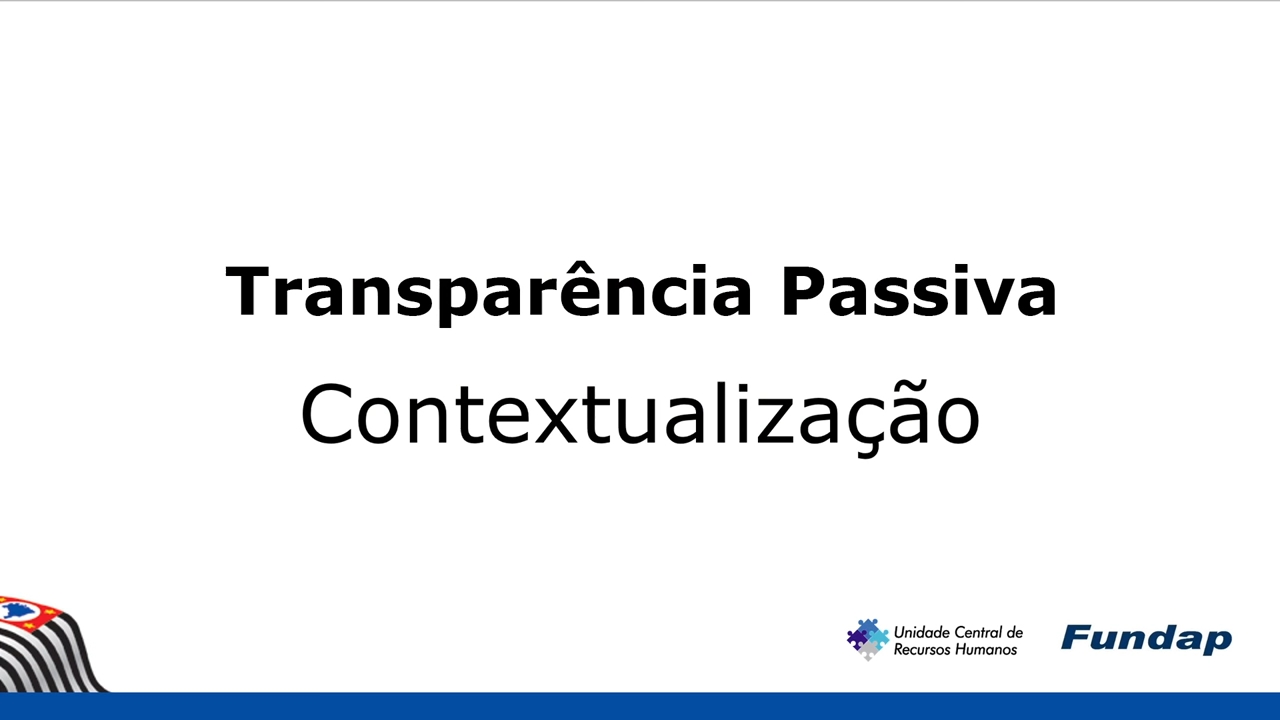 Transparência Passiva
Contextualização
Unidade Central de
Recursos Humanos
Fundap